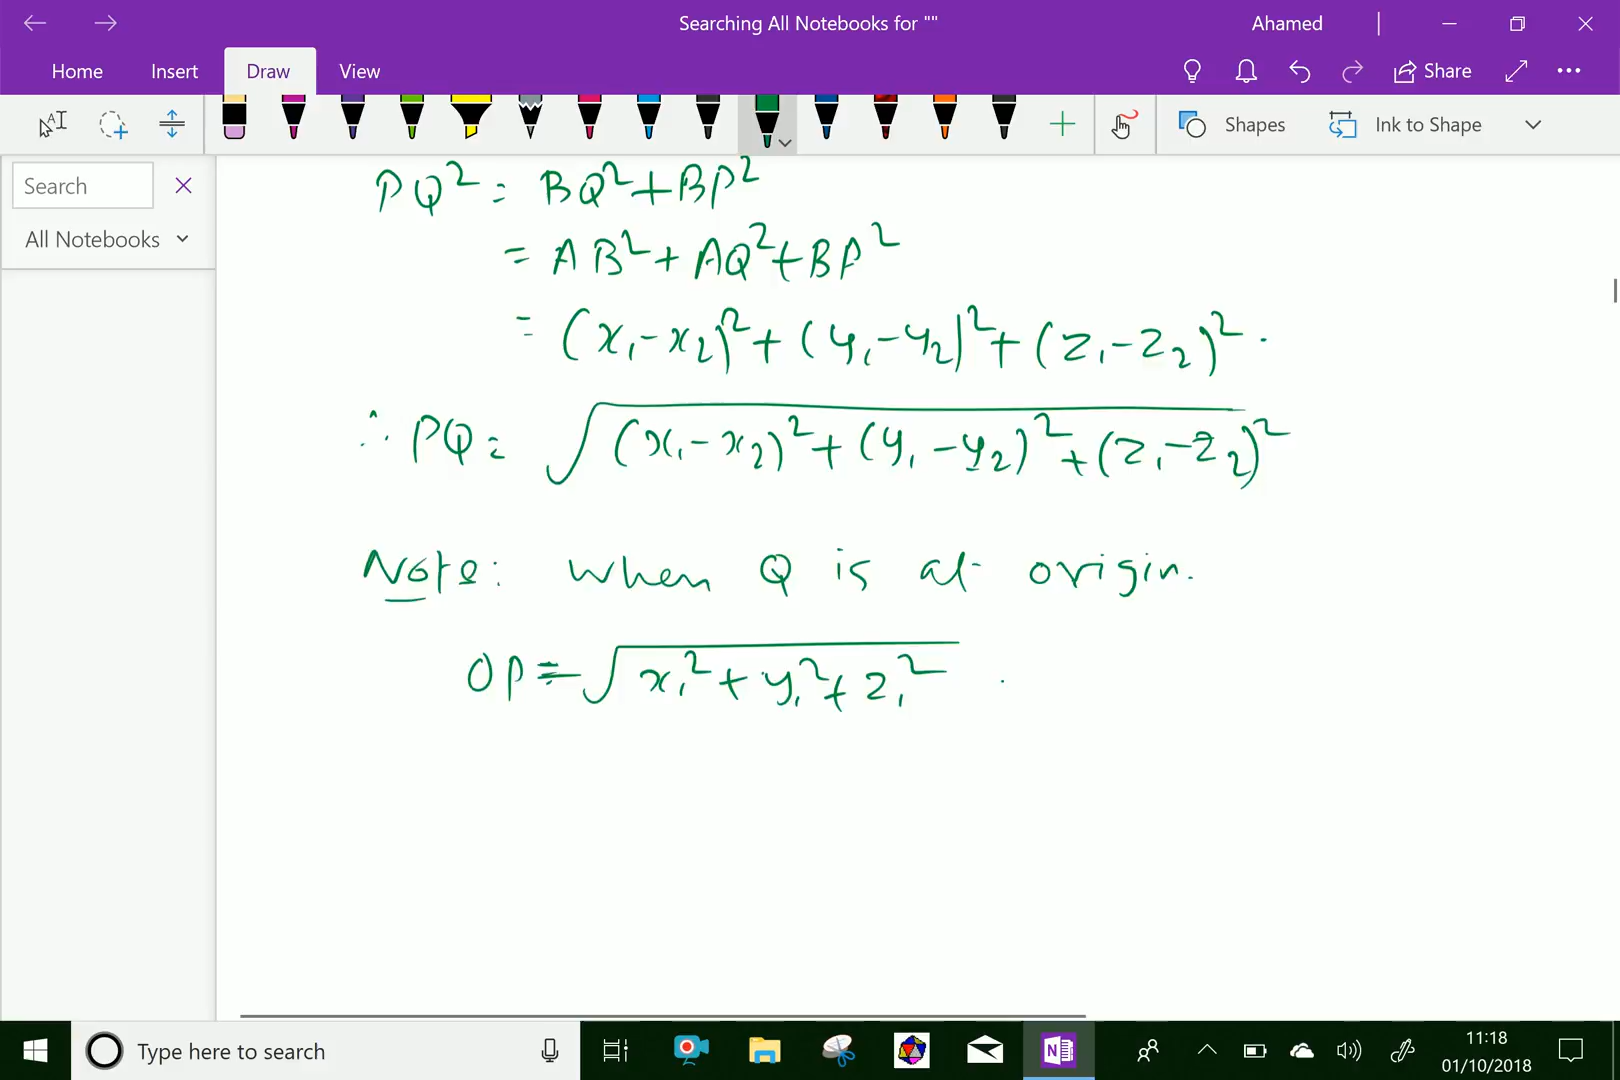 Searching All Notebooks for ""
Ahamed
Home Insert Draw View
Share
Shapes Ink to Shape
Search
All Notebooks
PQ² = BQ² + BP²
= AB² + AQ² + BP²
= (x₁ - x₂)² + (y₁ - y₂)² + (z₁ - z₂)².
∴ PQ = √(x₁ - x₂)² + (y₁ - y₂)² + (z₁ - z₂)²
Note: when Q is at origin.
OP = √x₁² + y₁² + z₁².
Type here to search
11:18
01/10/2018